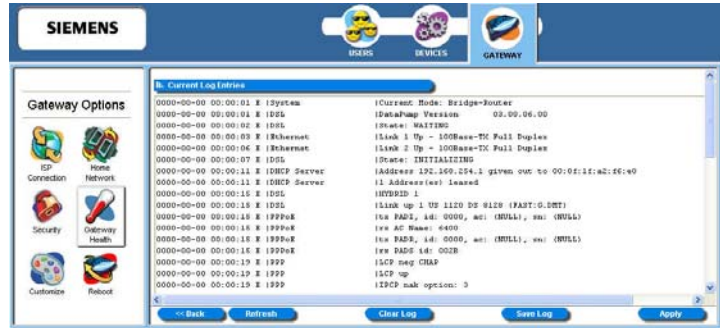 SIEMENS
USERS
DEVICES
GATEWAY
Gateway Options
ISP Connection
Home Network
Security
Gateway Health
Customize
Reboot
Current Log Entries
0000-00-00 00:00:01 E |System |Current Mode: Bridge-Router
0000-00-00 00:00:01 E |DSL |DataPump Version 03.00.06.00
0000-00-00 00:00:02 E |DSL |State: WAITING
0000-00-00 00:00:03 E |Ethernet |Link 1 Up - 100Base-TX Full Duplex
0000-00-00 00:00:06 E |Ethernet |Link 2 Up - 100Base-TX Full Duplex
0000-00-00 00:00:07 E |DSL |State: INITIALIZING
0000-00-00 00:00:11 E |DHCP Server |Address 192.168.254.1 given out to 00:0f:1f:a2:f6:e0
0000-00-00 00:00:11 E |DHCP Server |1 Address(es) leased
0000-00-00 00:00:15 E |DSL |HYBRID 1
0000-00-00 00:00:15 E |DSL |Link up 1 US 1120 DS 8128 (FAST:G.DMT)
0000-00-00 00:00:15 E |PPPoE |tx PADI, id: 0000, ac: (NULL), sn: (NULL)
0000-00-00 00:00:18 E |PPPoE |rx AC Name: 6400
0000-00-00 00:00:18 E |PPPoE |tx PADR, id: 0000, ac: (NULL), sn: (NULL)
0000-00-00 00:00:18 E |PPPoE |rx PADS id: 002B
0000-00-00 00:00:19 E |PPP |LCP neg CHAP
0000-00-00 00:00:19 E |PPP |LCP up
0000-00-00 00:00:19 E |PPP |IPCP nak option: 3
<< Back
Refresh
Clear Log
Save Log
Apply